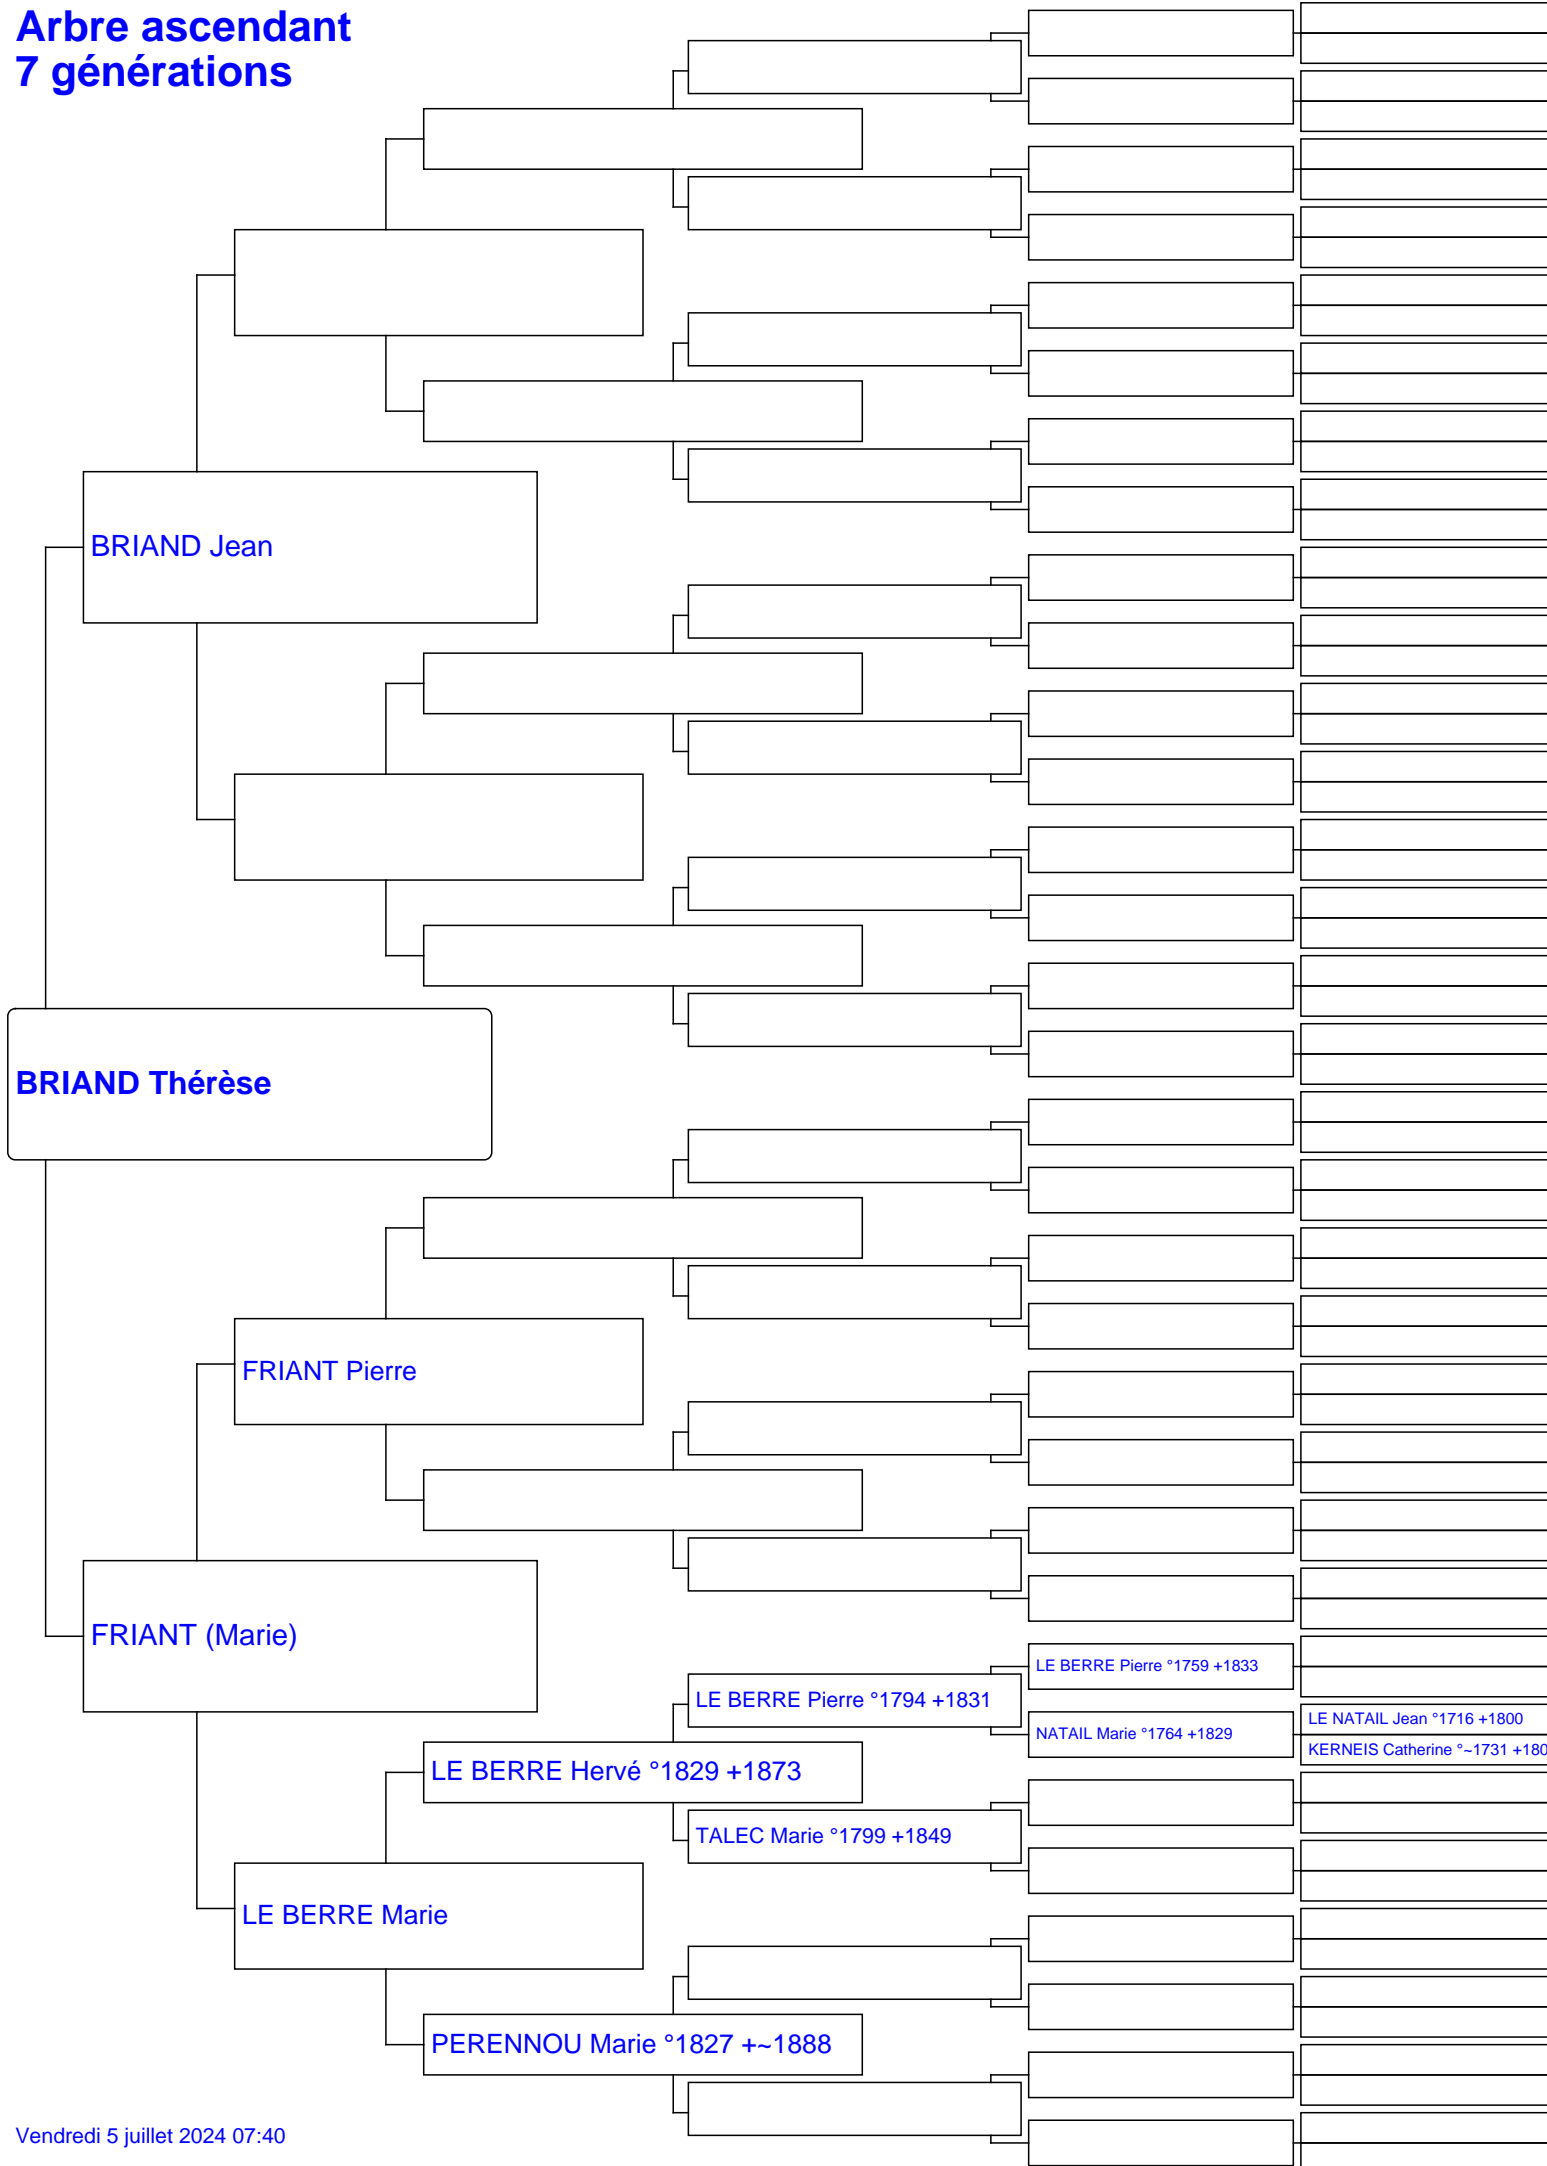 Arbre ascendant
7 générations
BRIAND Jean
BRIAND Thérèse
FRIANT Pierre
FRIANT (Marie)
LE BERRE Pierre °1759 +1833
LE BERRE Pierre °1794 +1831
NATAIL Marie °1764 +1829
LE NATAIL Jean °1716 +1800
KERNEIS Catherine °~1731 +180
LE BERRE Hervé °1829 +1873
TALEC Marie °1799 +1849
LE BERRE Marie
PERENNOU Marie °1827 +~1888
Vendredi 5 juillet 2024 07:40